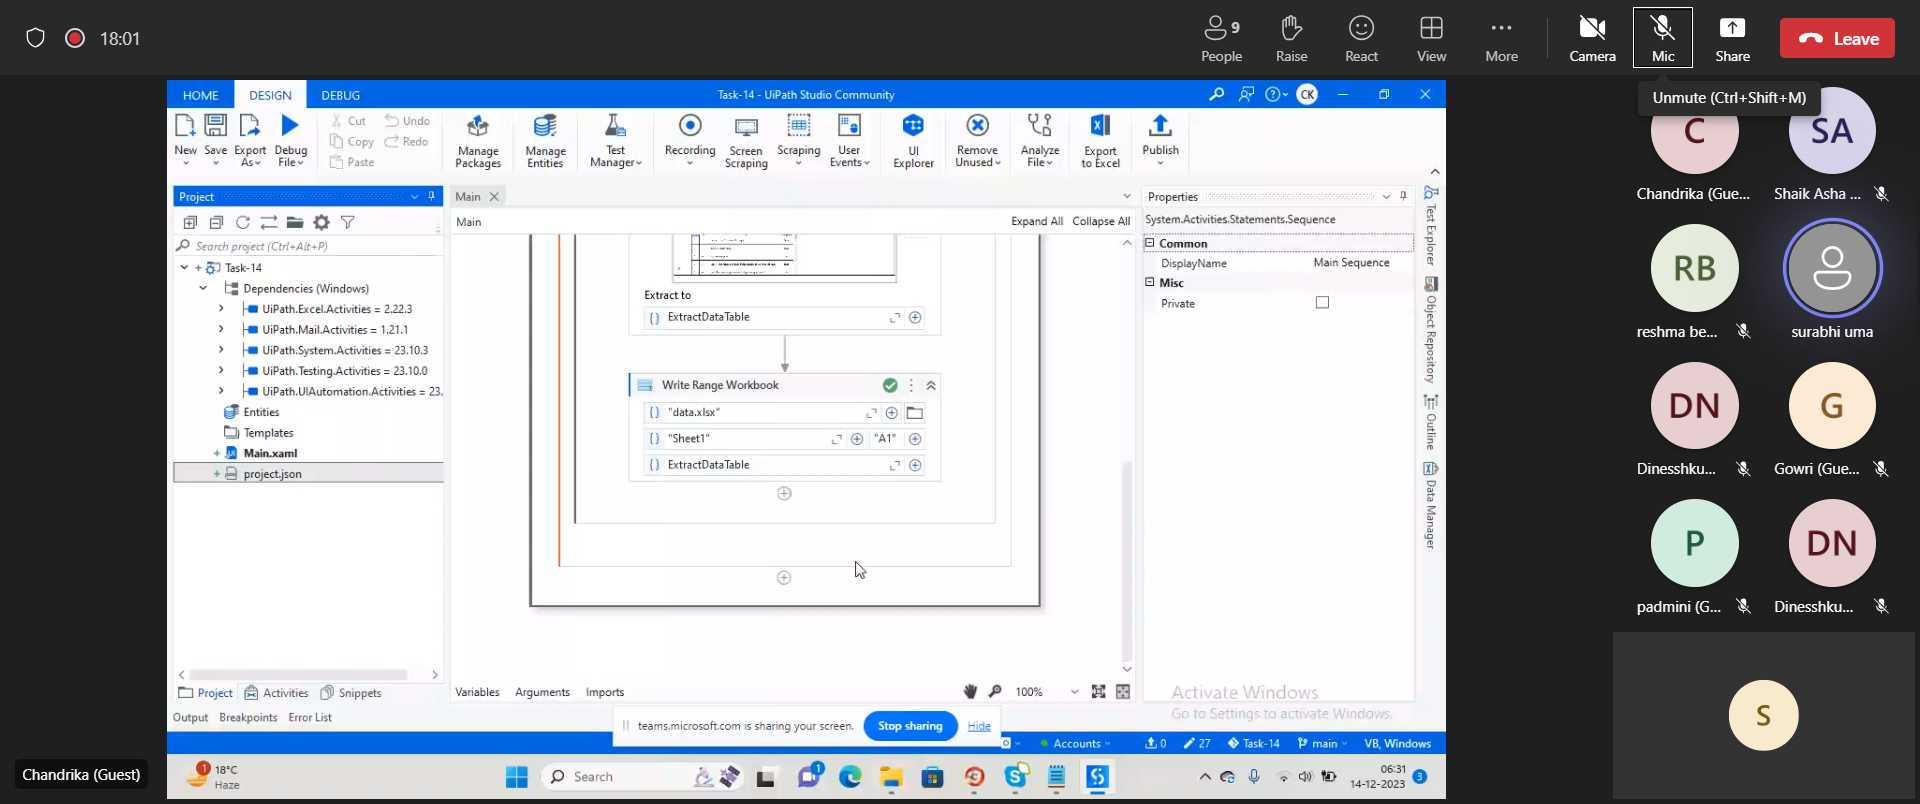 18:01
9
People
Raise
React
View
More
Camera
Mic
Share
Leave
Unmute (Ctrl+Shift+M)
HOME
DESIGN
DEBUG
Task-14 - UiPath Studio Community
CK
New
Save
Export As
Debug File
Cut
Copy
Paste
Undo
Redo
Manage Packages
Manage Entities
Test Manager
Recording
Screen Scraping
Scraping
User Events
UI Explorer
Remove Unused
Analyze File
Export to Excel
Publish
Project
Search project (Ctrl+Alt+P)
Task-14
Dependencies (Windows)
UiPath.Excel.Activities = 2.22.3
UiPath.Mail.Activities = 1.21.1
UiPath.System.Activities = 23.10.3
UiPath.Testing.Activities = 23.10.0
UiPath.UIAutomation.Activities = 23.
Entities
Templates
Main.xaml
project.json
Project
Activities
Snippets
Output
Breakpoints
Error List
Main
Main
Expand All
Collapse All
Extract to
ExtractDataTable
Write Range Workbook
"data.xlsx"
"Sheet1"
"A1"
ExtractDataTable
Variables
Arguments
Imports
100%
Properties
System.Activities.Statements.Sequence
Common
DisplayName
Main Sequence
Misc
Private
Test Explorer
Object Repository
Outline
Data Manager
Activate Windows
Go to Settings to activate Windows.
teams.microsoft.com is sharing your screen.
Stop sharing
Hide
Accounts
0
27
Task-14
main
VB, Windows
1
18°C
Haze
Search
1
06:31
14-12-2023
3
Chandrika (Guest)
C
Chandrika (Gue...
SA
Shaik Asha ...
RB
reshma be...
surabhi uma
DN
Dinesshku...
G
Gowri (Gue...
P
padmini (G...
DN
Dinesshku...
S